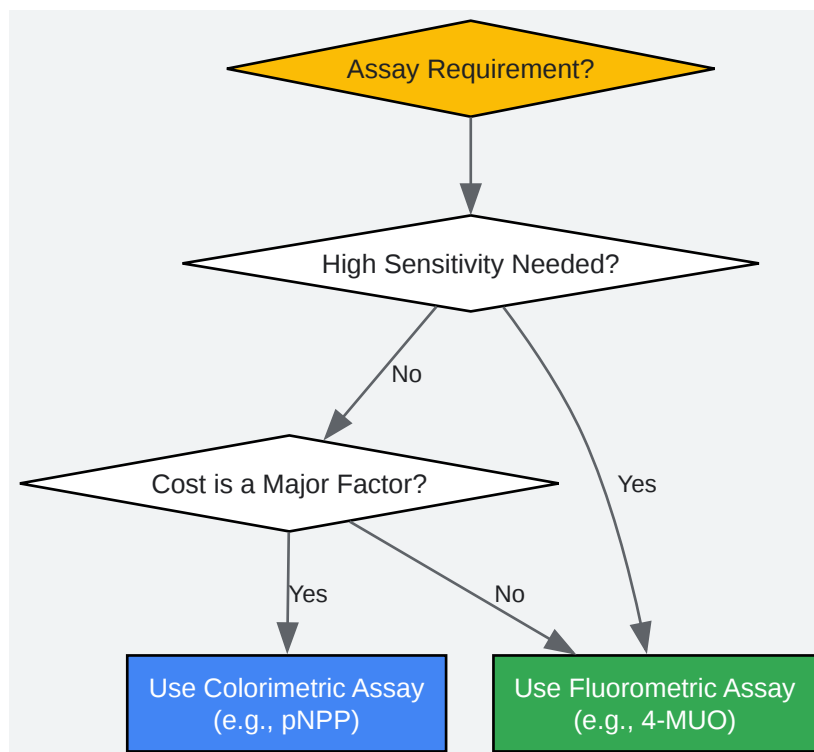 Assay Requirement?
High Sensitivity Needed?
No
Yes
Cost is a Major Factor?
Yes
No
Use Colorimetric Assay
(e.g., pNPP)
Use Fluorometric Assay
(e.g., 4-MUO)